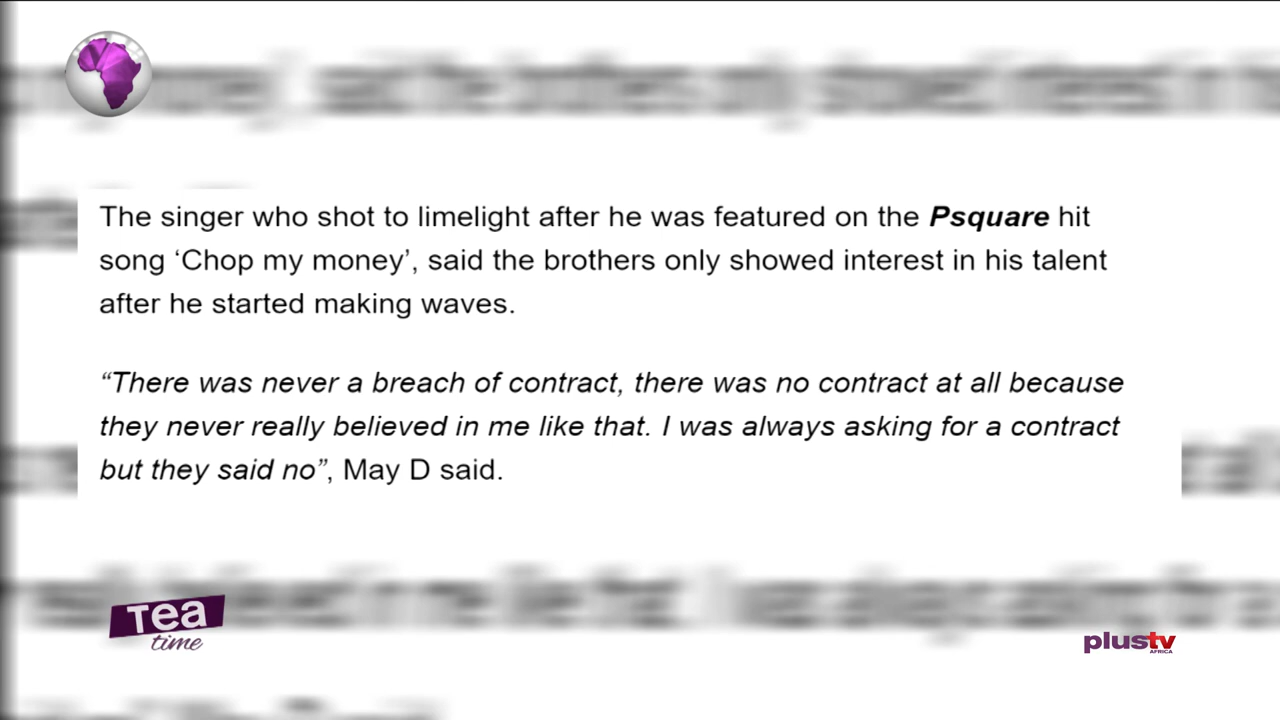 The singer who shot to limelight after he was featured on the Psquare hit
song ‘Chop my money’, said the brothers only showed interest in his talent
after he started making waves.
“There was never a breach of contract, there was no contract at all because
they never really believed in me like that. I was always asking for a contract
but they said no”, May D said.
Tea
time
plustv
AFRICA